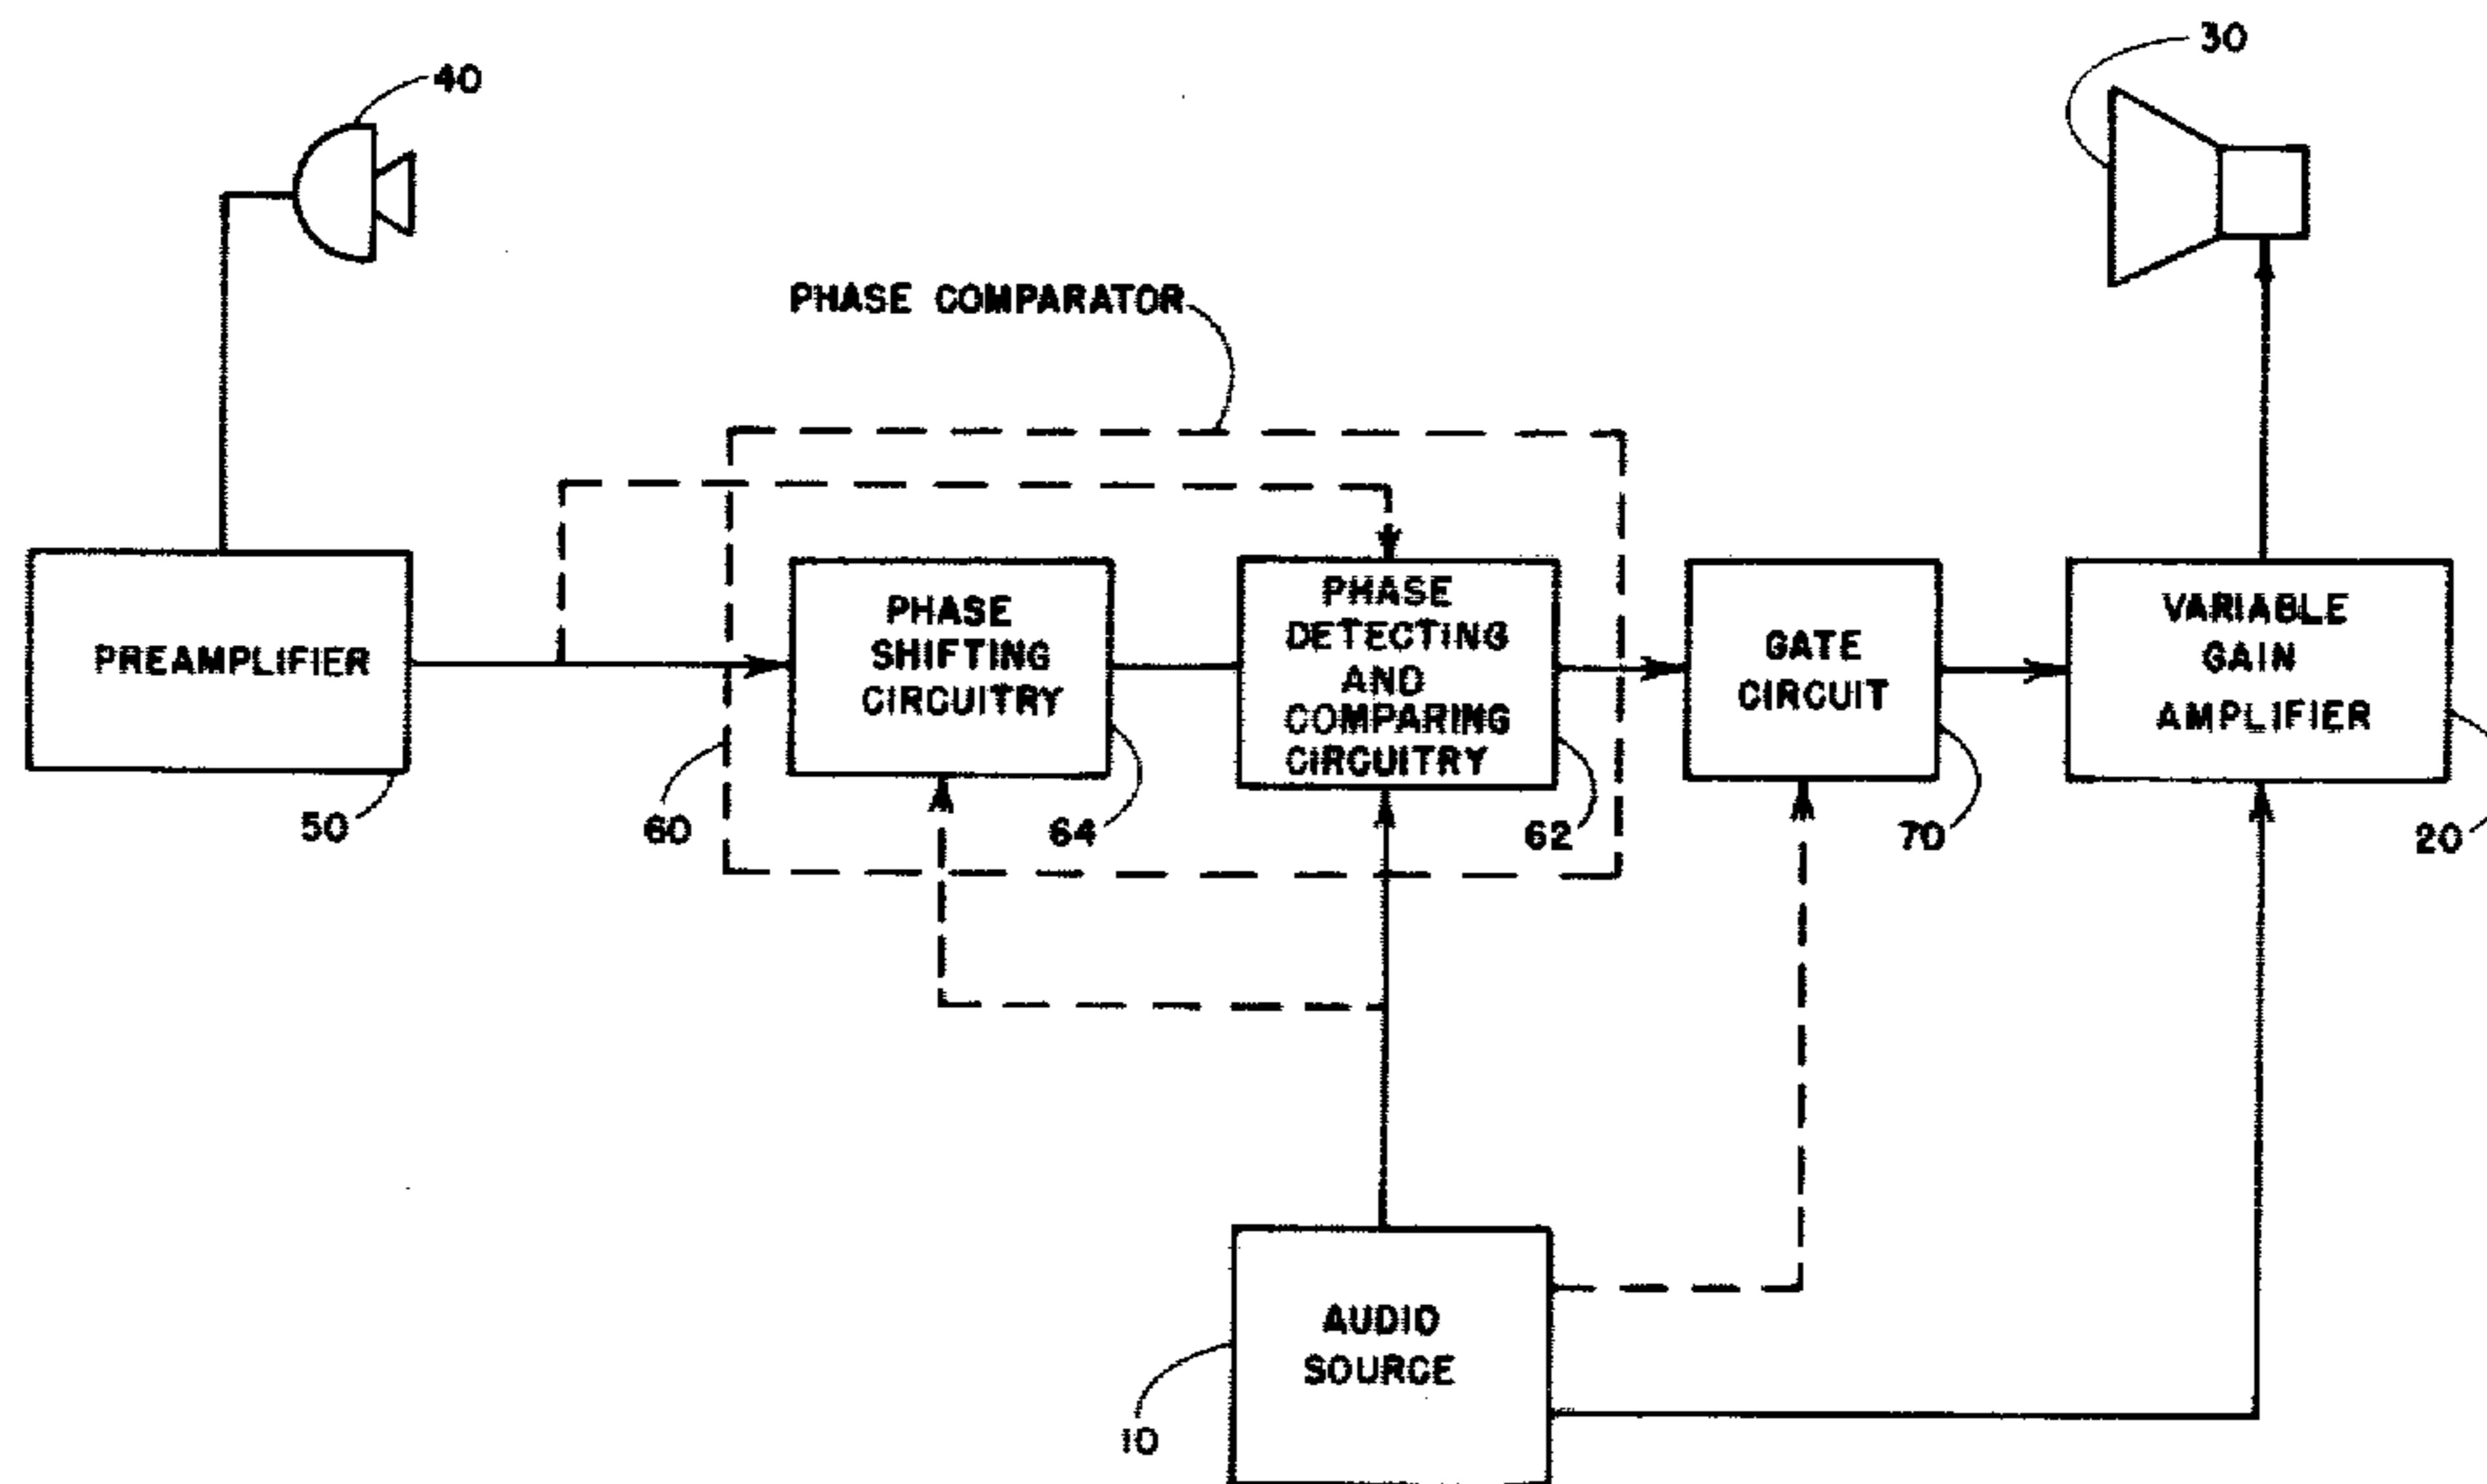 40
30
PHASE COMPARATOR
PREAMPLIFIER
50
60
PHASE
SHIFTING
CIRCUITRY
64
PHASE
DETECTING
AND
COMPARING
CIRCUITRY
62
GATE
CIRCUIT
70
VARIABLE
GAIN
AMPLIFIER
20
AUDIO
SOURCE
10